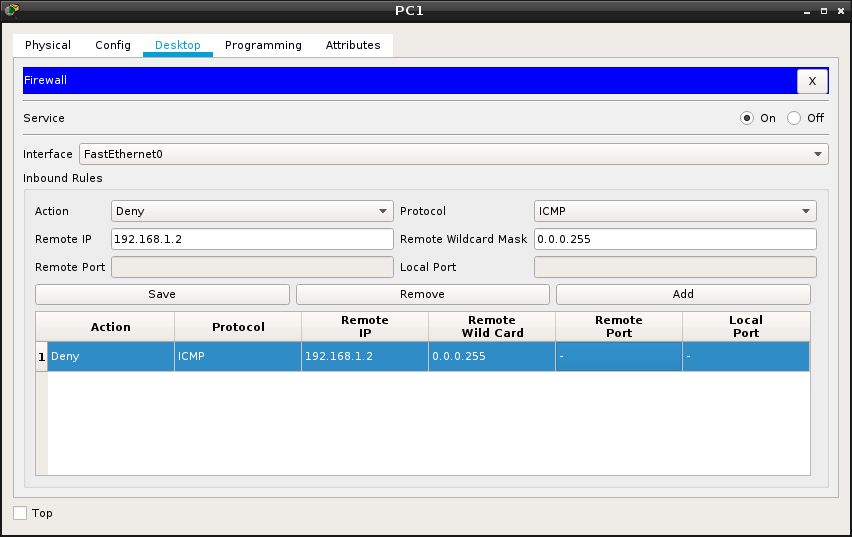 PC1
Physical Config Desktop Programming Attributes
Firewall X
Service On Off
Interface FastEthernet0
Inbound Rules
Action Deny Protocol ICMP
Remote IP 192.168.1.2 Remote Wildcard Mask 0.0.0.255
Remote Port Local Port
Save Remove Add
Action Protocol Remote IP Remote Wild Card Remote Port Local Port
1 Deny ICMP 192.168.1.2 0.0.0.255 - -
Top